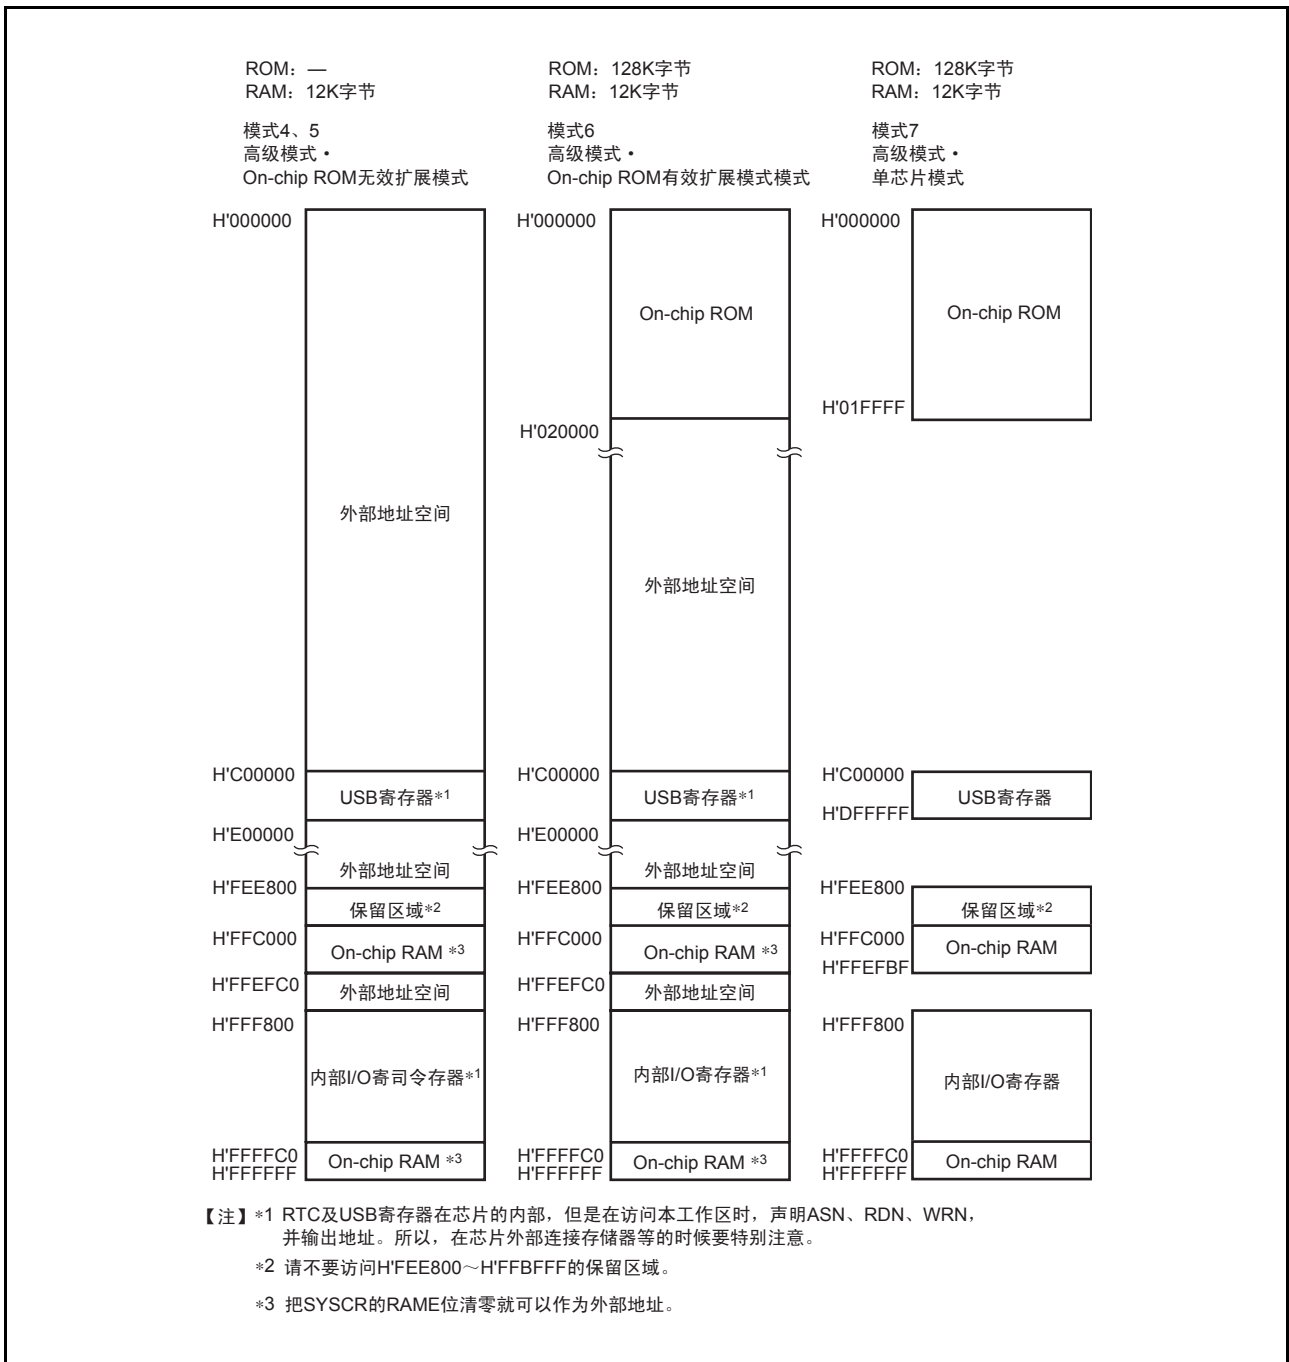 ROM：—
RAM：12K字节
模式4、5
高级模式・
On-chip ROM无效扩展模式
H'000000
外部地址空间
H'C00000
USB寄存器*1
H'E00000
外部地址空间
H'FEE800
保留区域*2
H'FFC000
On-chip RAM *3
H'FFEFC0
外部地址空间
H'FFF800
内部I/O寄司令存器*1
H'FFFFC0
On-chip RAM *3
H'FFFFFF
ROM：128K字节
RAM：12K字节
模式6
高级模式・
On-chip ROM有效扩展模式模式
H'000000
On-chip ROM
H'020000
外部地址空间
H'C00000
USB寄存器*1
H'E00000
外部地址空间
H'FEE800
保留区域*2
H'FFC000
On-chip RAM *3
H'FFEFC0
外部地址空间
H'FFF800
内部I/O寄存器*1
H'FFFFC0
On-chip RAM *3
H'FFFFFF
ROM：128K字节
RAM：12K字节
模式7
高级模式・
单芯片模式
H'000000
On-chip ROM
H'01FFFF
H'C00000
USB寄存器
H'DFFFFF
H'FEE800
保留区域*2
H'FFC000
On-chip RAM
H'FFEFBF
H'FFF800
内部I/O寄存器
H'FFFFC0
On-chip RAM
H'FFFFFF
【注】*1 RTC及USB寄存器在芯片的内部，但是在访问本工作区时，声明ASN、RDN、WRN，
并输出地址。所以，在芯片外部连接存储器等的时候要特别注意。
*2 请不要访问H'FEE800～H'FFBFFF的保留区域。
*3 把SYSCR的RAME位清零就可以作为外部地址。